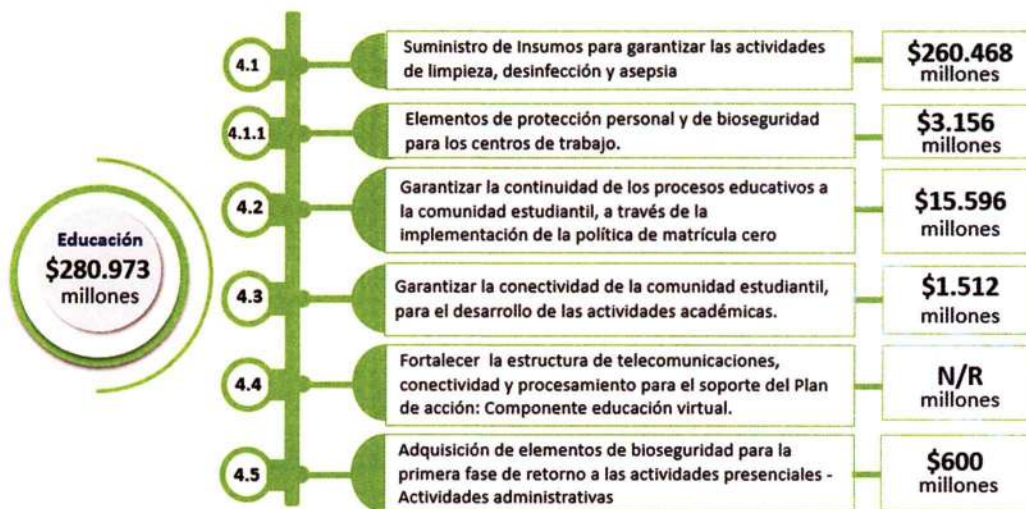 Educación
$280.973
millones
4.1
Suministro de Insumos para garantizar las actividades
de limpieza, desinfección y asepsia
$260.468
millones
4.1.1
Elementos de protección personal y de bioseguridad
para los centros de trabajo.
$3.156
millones
4.2
Garantizar la continuidad de los procesos educativos a
la comunidad estudiantil, a través de la
implementación de la política de matrícula cero
$15.596
millones
4.3
Garantizar la conectividad de la comunidad estudiantil,
para el desarrollo de las actividades académicas.
$1.512
millones
4.4
Fortalecer la estructura de telecomunicaciones,
conectividad y procesamiento para el soporte del Plan
de acción: Componente educación virtual.
N/R
millones
4.5
Adquisición de elementos de bioseguridad para la
primera fase de retorno a las actividades presenciales -
Actividades administrativas
$600
millones